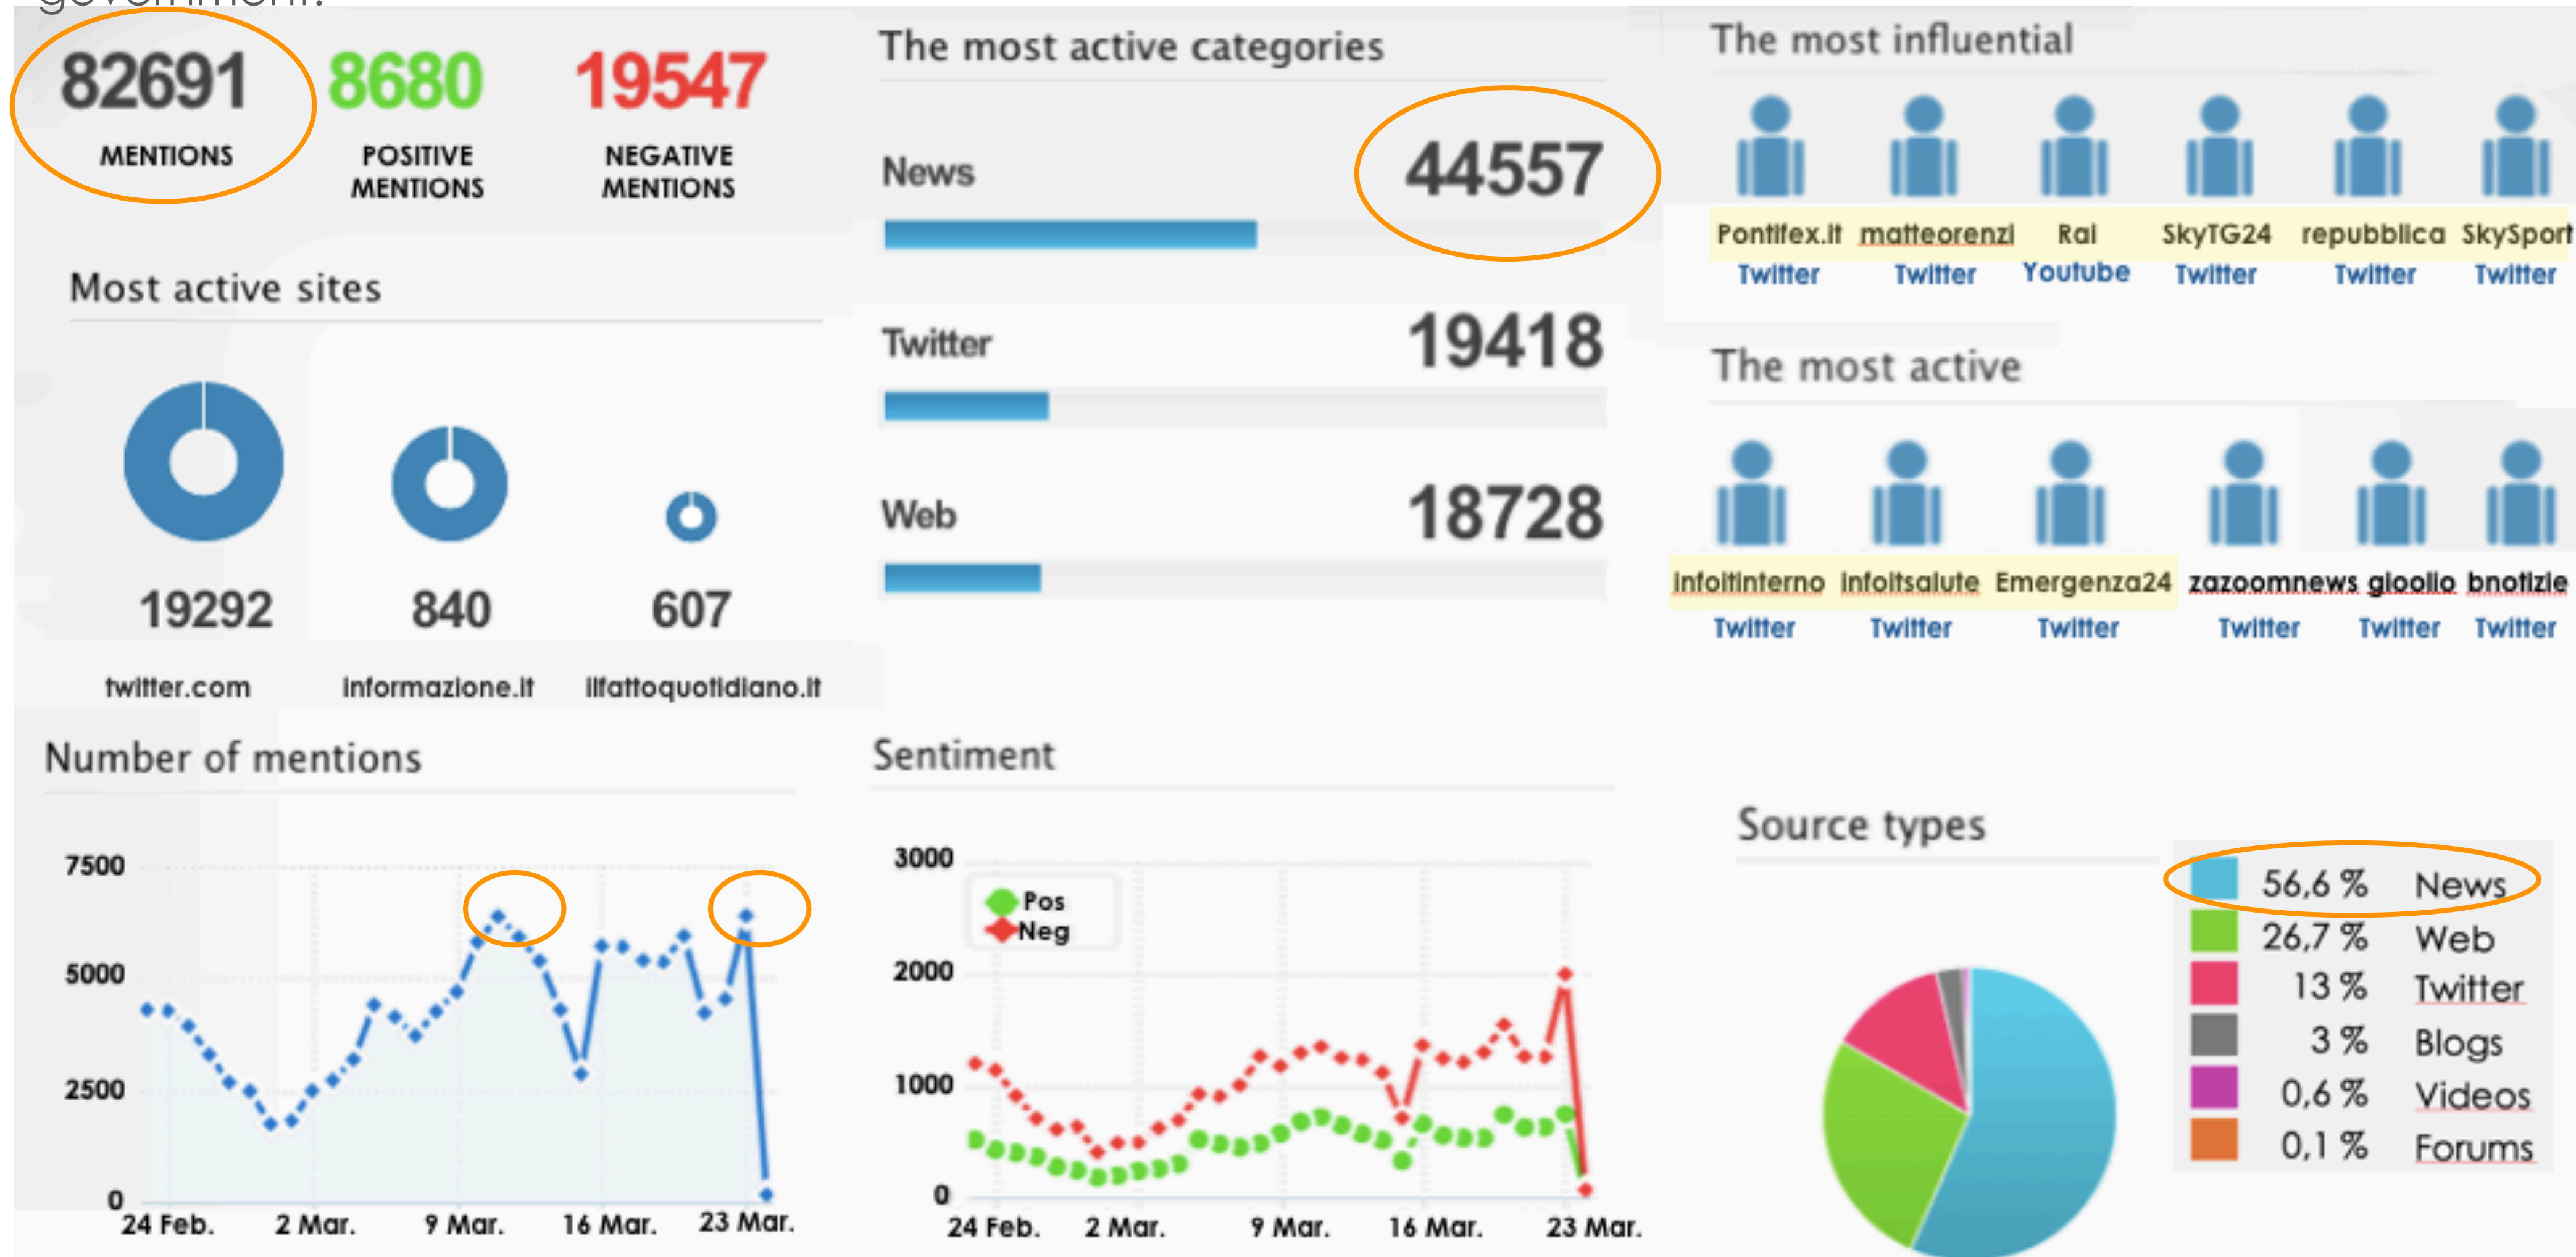 government.
82691
MENTIONS
8680
POSITIVE
MENTIONS
19547
NEGATIVE
MENTIONS
Most active sites
19292
twitter.com
840
informazione.it
607
ilfattoquotidiano.it
The most active categories
News 44557
Twitter 19418
Web 18728
The most influential
Pontifex.it matteorenzi Rai SkyTG24 repubblica SkySport
Twitter Twitter Youtube Twitter Twitter Twitter
The most active
infoitinterno infoitsalute Emergenza24 zazoomnews gioollo bnotizie
Twitter Twitter Twitter Twitter Twitter Twitter
Number of mentions
7500
5000
2500
0
24 Feb. 2 Mar. 9 Mar. 16 Mar. 23 Mar.
Sentiment
3000
2000
1000
0
Pos
Neg
24 Feb. 2 Mar. 9 Mar. 16 Mar. 23 Mar.
Source types
56,6 % News
26,7 % Web
13 % Twitter
3 % Blogs
0,6 % Videos
0,1 % Forums